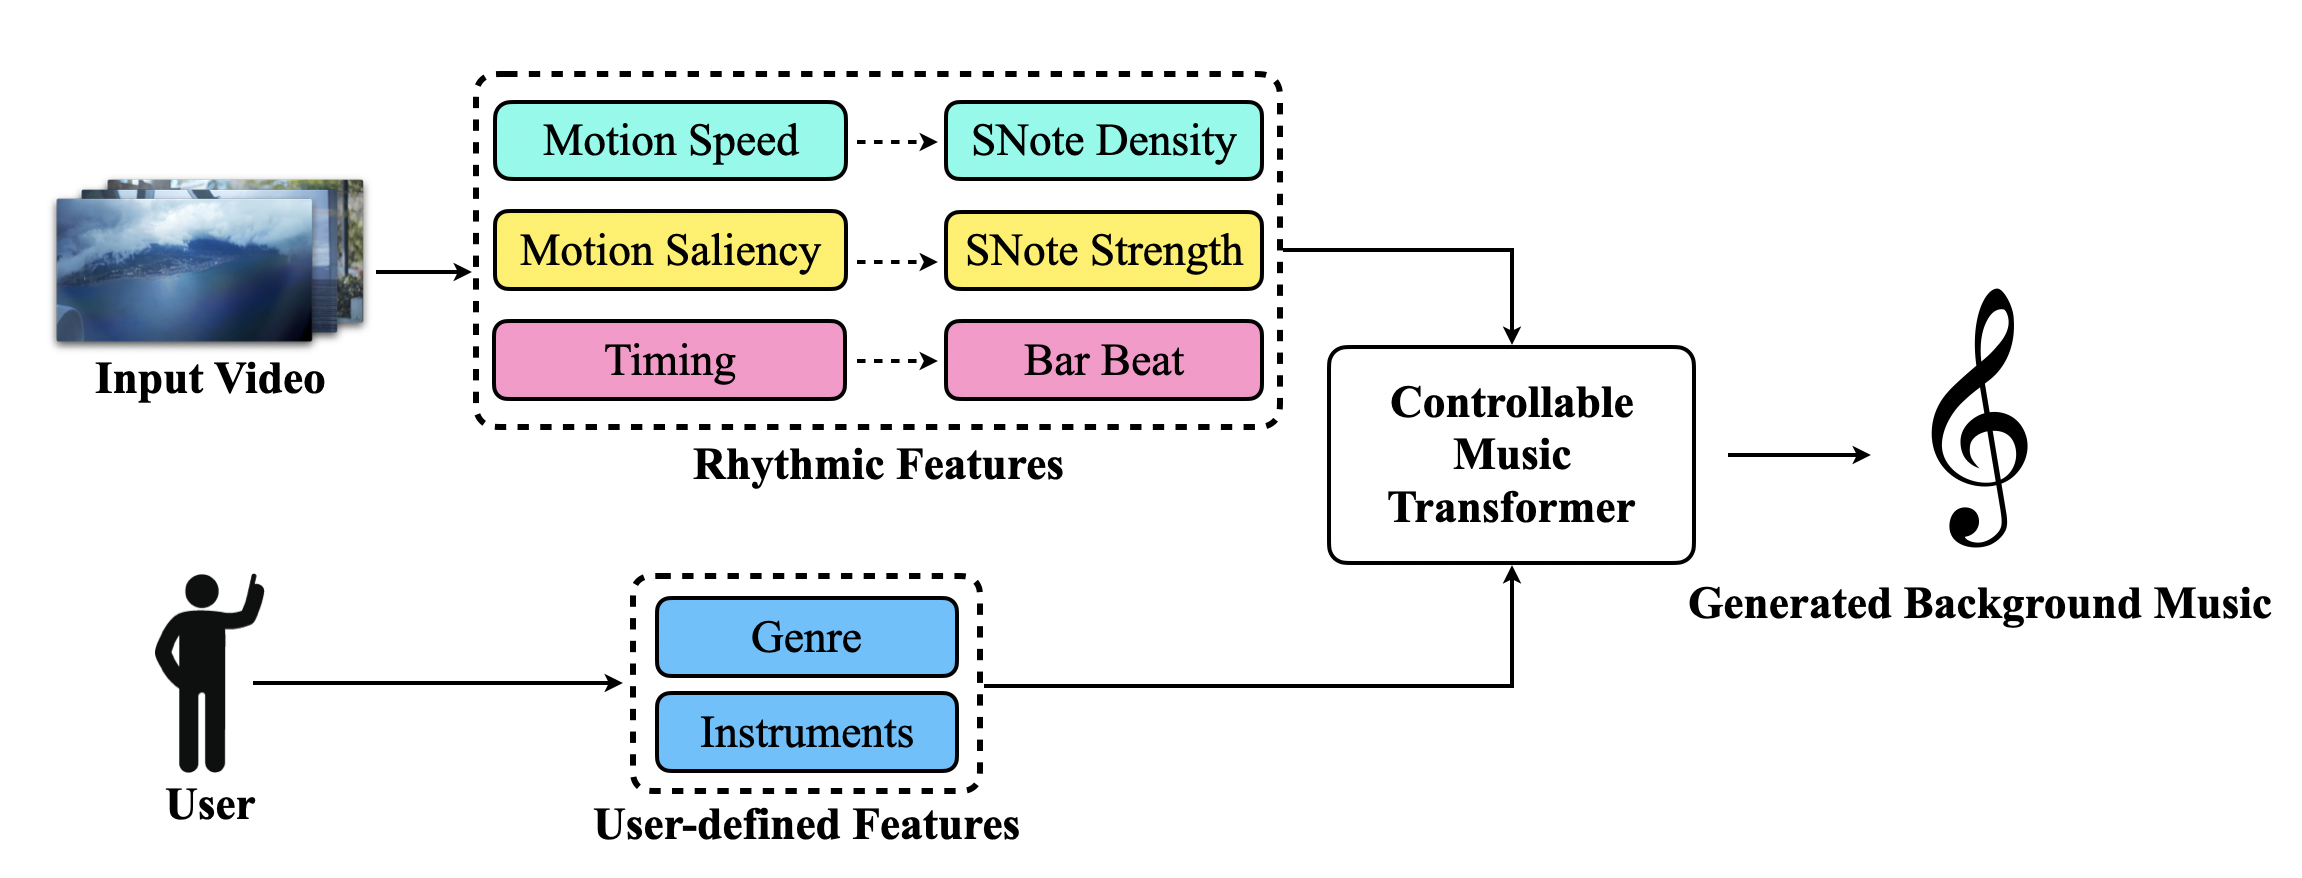 Motion Speed
SNote Density
Motion Saliency
SNote Strength
Timing
Bar Beat
Input Video
Rhythmic Features
Controllable
Music
Transformer
Generated Background Music
Genre
Instruments
User
User-defined Features